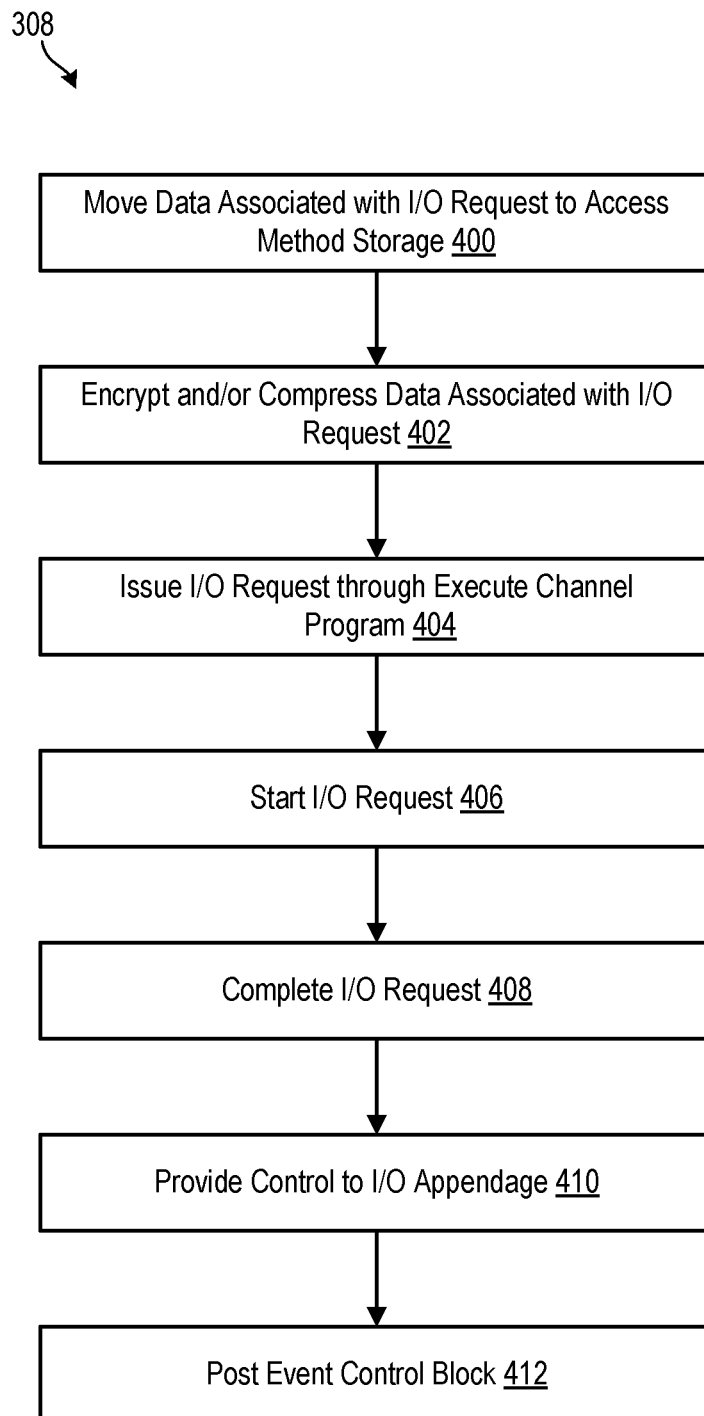 308
Move Data Associated with I/O Request to Access
Method Storage 400
Encrypt and/or Compress Data Associated with I/O
Request 402
Issue I/O Request through Execute Channel
Program 404
Start I/O Request 406
Complete I/O Request 408
Provide Control to I/O Appendage 410
Post Event Control Block 412